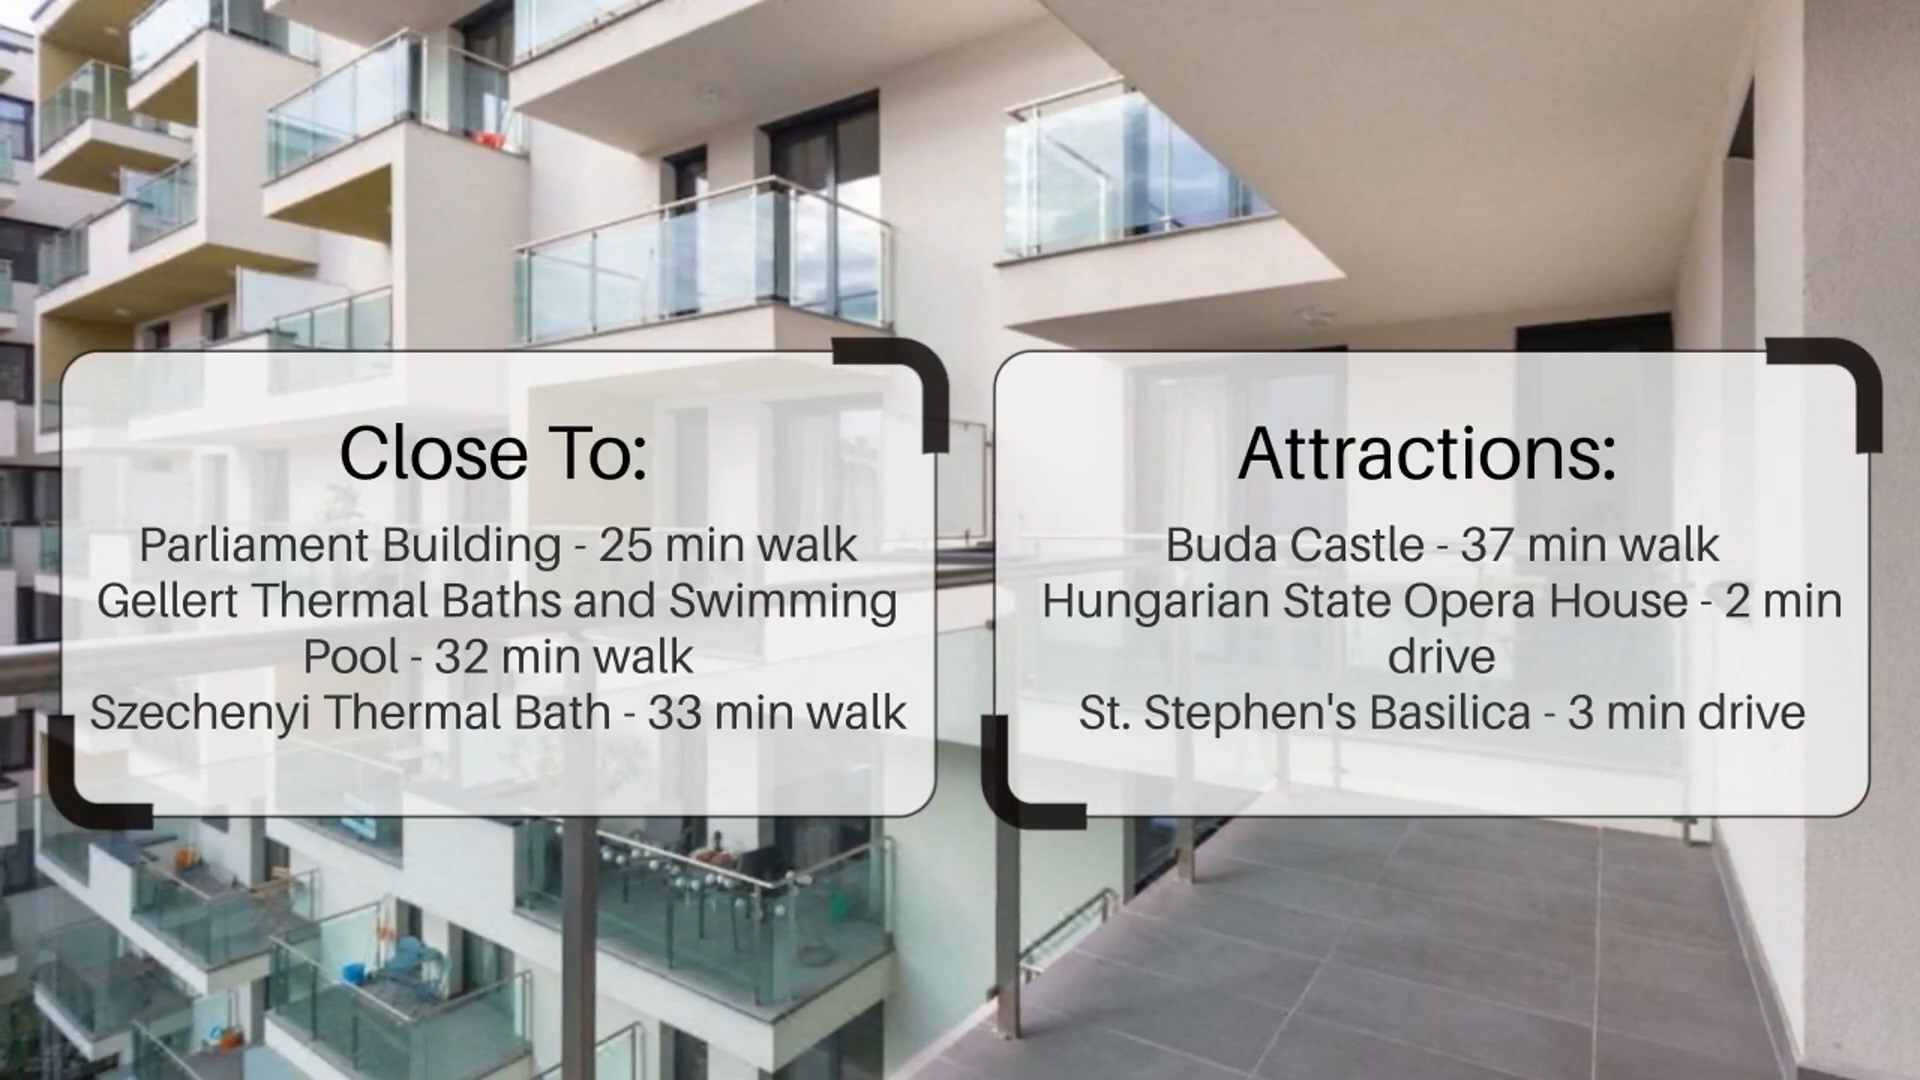 Close To:
Parliament Building - 25 min walk
Gellert Thermal Baths and Swimming
Pool - 32 min walk
Szechenyi Thermal Bath - 33 min walk
Attractions:
Buda Castle - 37 min walk
Hungarian State Opera House - 2 min
drive
St. Stephen's Basilica - 3 min drive